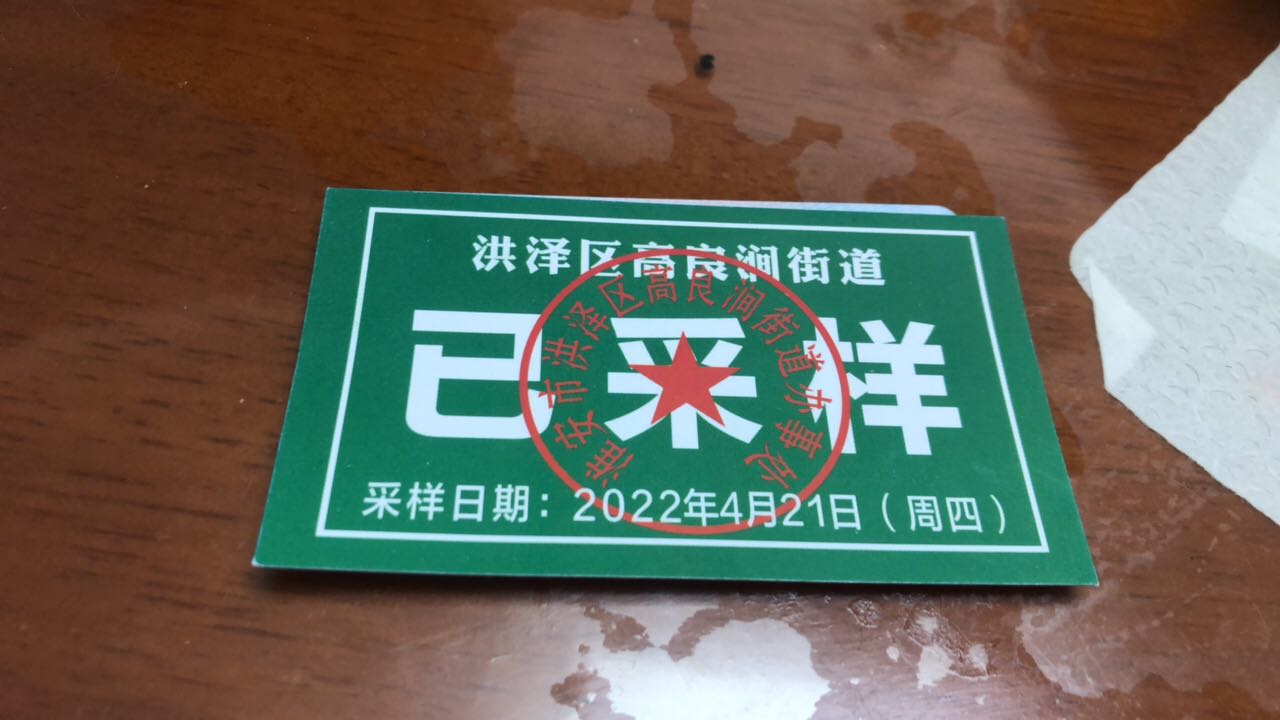 洪泽区高良涧街道
已采样
采样日期：2022年4月21日（周四）
淮安市洪泽区高良涧街道办事处